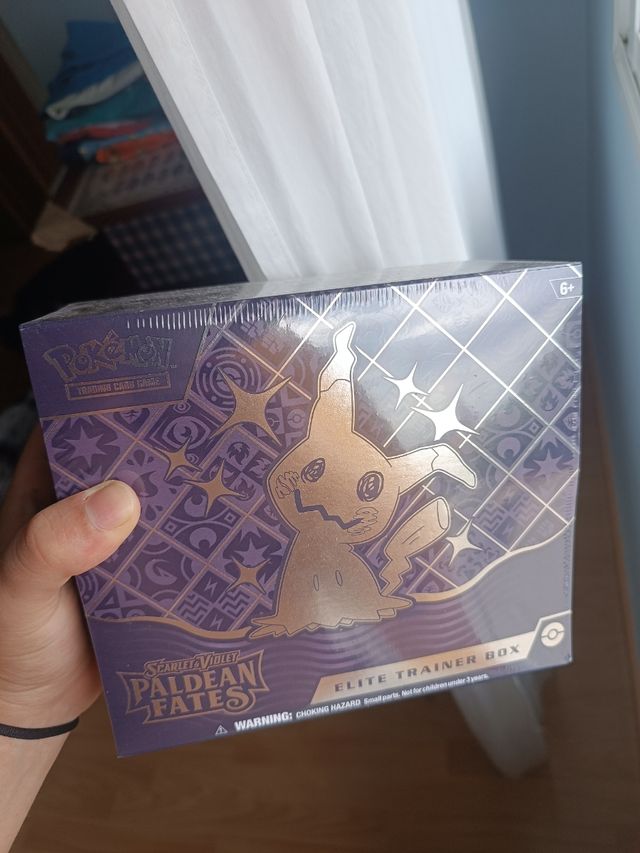 6+
POKÉMON
TRADING CARD GAME
SCARLET & VIOLET
PALDEAN
FATES
ELITE TRAINER BOX
WARNING: CHOKING HAZARD Small parts. Not for children under 3 years.